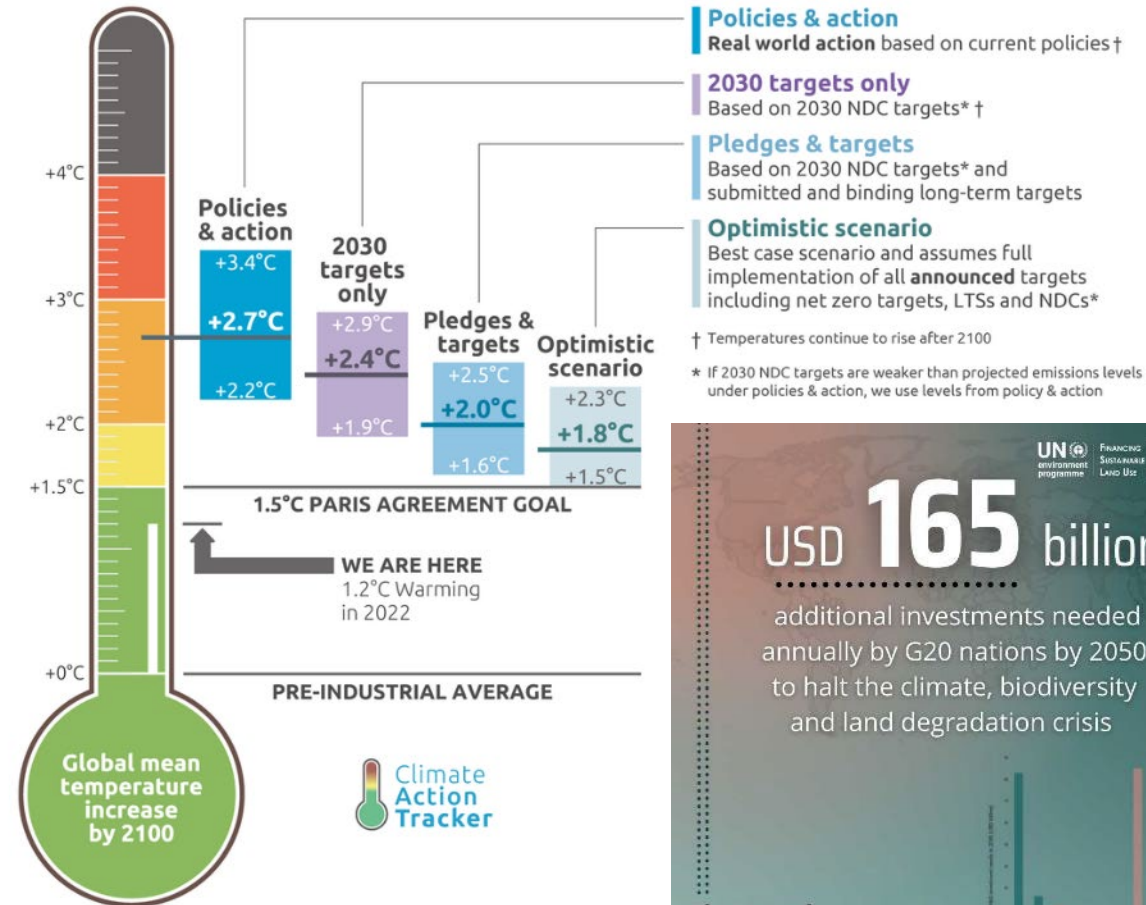 Policies & action
Real world action based on current policies †
2030 targets only
Based on 2030 NDC targets* †
Pledges & targets
Based on 2030 NDC targets* and
submitted and binding long-term targets
Optimistic scenario
Best case scenario and assumes full
implementation of all announced targets
including net zero targets, LTSs and NDCs*
† Temperatures continue to rise after 2100
* If 2030 NDC targets are weaker than projected emissions levels
under policies & action, we use levels from policy & action
+4°C
+3°C
+2°C
+1.5°C
+0°C
Policies
& action
+3.4°C
+2.7°C
+2.2°C
2030
targets
only
+2.9°C
+2.4°C
+1.9°C
Pledges &
targets
+2.5°C
+2.0°C
+1.6°C
Optimistic
scenario
+2.3°C
+1.8°C
+1.5°C
1.5°C PARIS AGREEMENT GOAL
WE ARE HERE
1.2°C Warming
in 2022
PRE-INDUSTRIAL AVERAGE
Global mean
temperature
increase
by 2100
Climate
Action
Tracker
UN
environment
programme
FINANCING
SUSTAINABLE
LAND USE
USD 165 billion
additional investments needed
annually by G20 nations by 2050
to halt the climate, biodiversity
and land degradation crisis